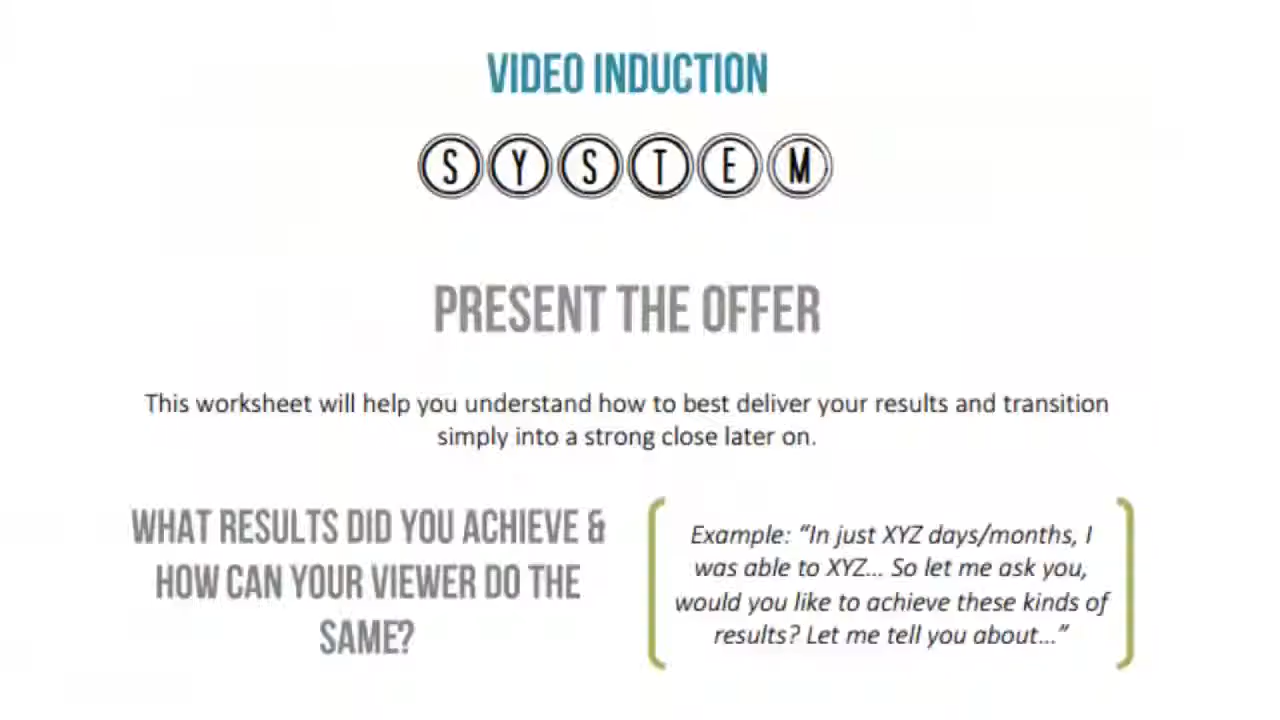 VIDEO INDUCTION
SYSTEM
PRESENT THE OFFER
This worksheet will help you understand how to best deliver your results and transition
simply into a strong close later on.
WHAT RESULTS DID YOU ACHIEVE &
HOW CAN YOUR VIEWER DO THE
SAME?
Example: “In just XYZ days/months, I
was able to XYZ... So let me ask you,
would you like to achieve these kinds of
results? Let me tell you about...”